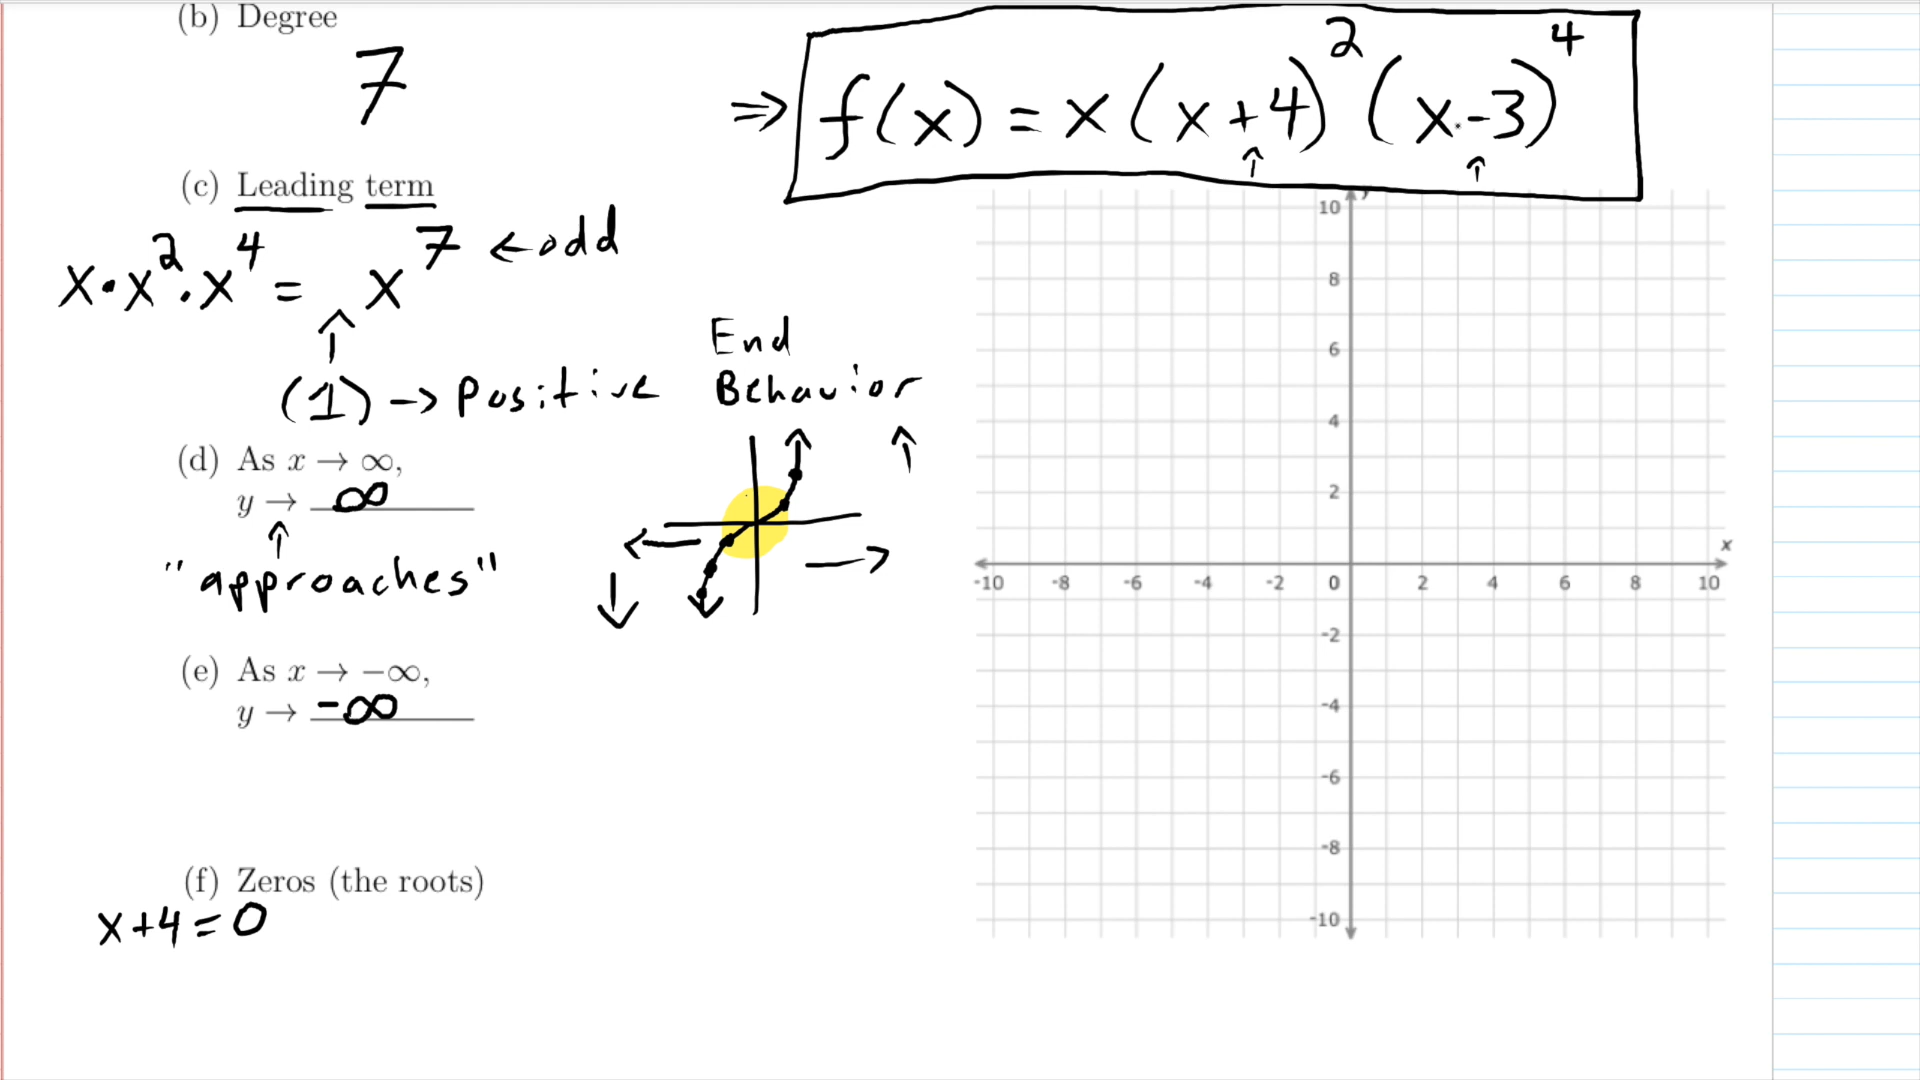 (b) Degree
7
⇒ f(x) = x(x+4)² (x-3)⁴
↑ ↑
(c) Leading term
x·x²·x⁴ = x⁷ ← odd
↑
(1) → Positive
End
Behavior
(d) As x → ∞,
y → ∞
↑
"approaches"
(e) As x → −∞,
y → -∞
(f) Zeros (the roots)
x+4=0
y
10
8
6
4
2
x
-10 -8 -6 -4 -2 0 2 4 6 8 10
-2
-4
-6
-8
-10